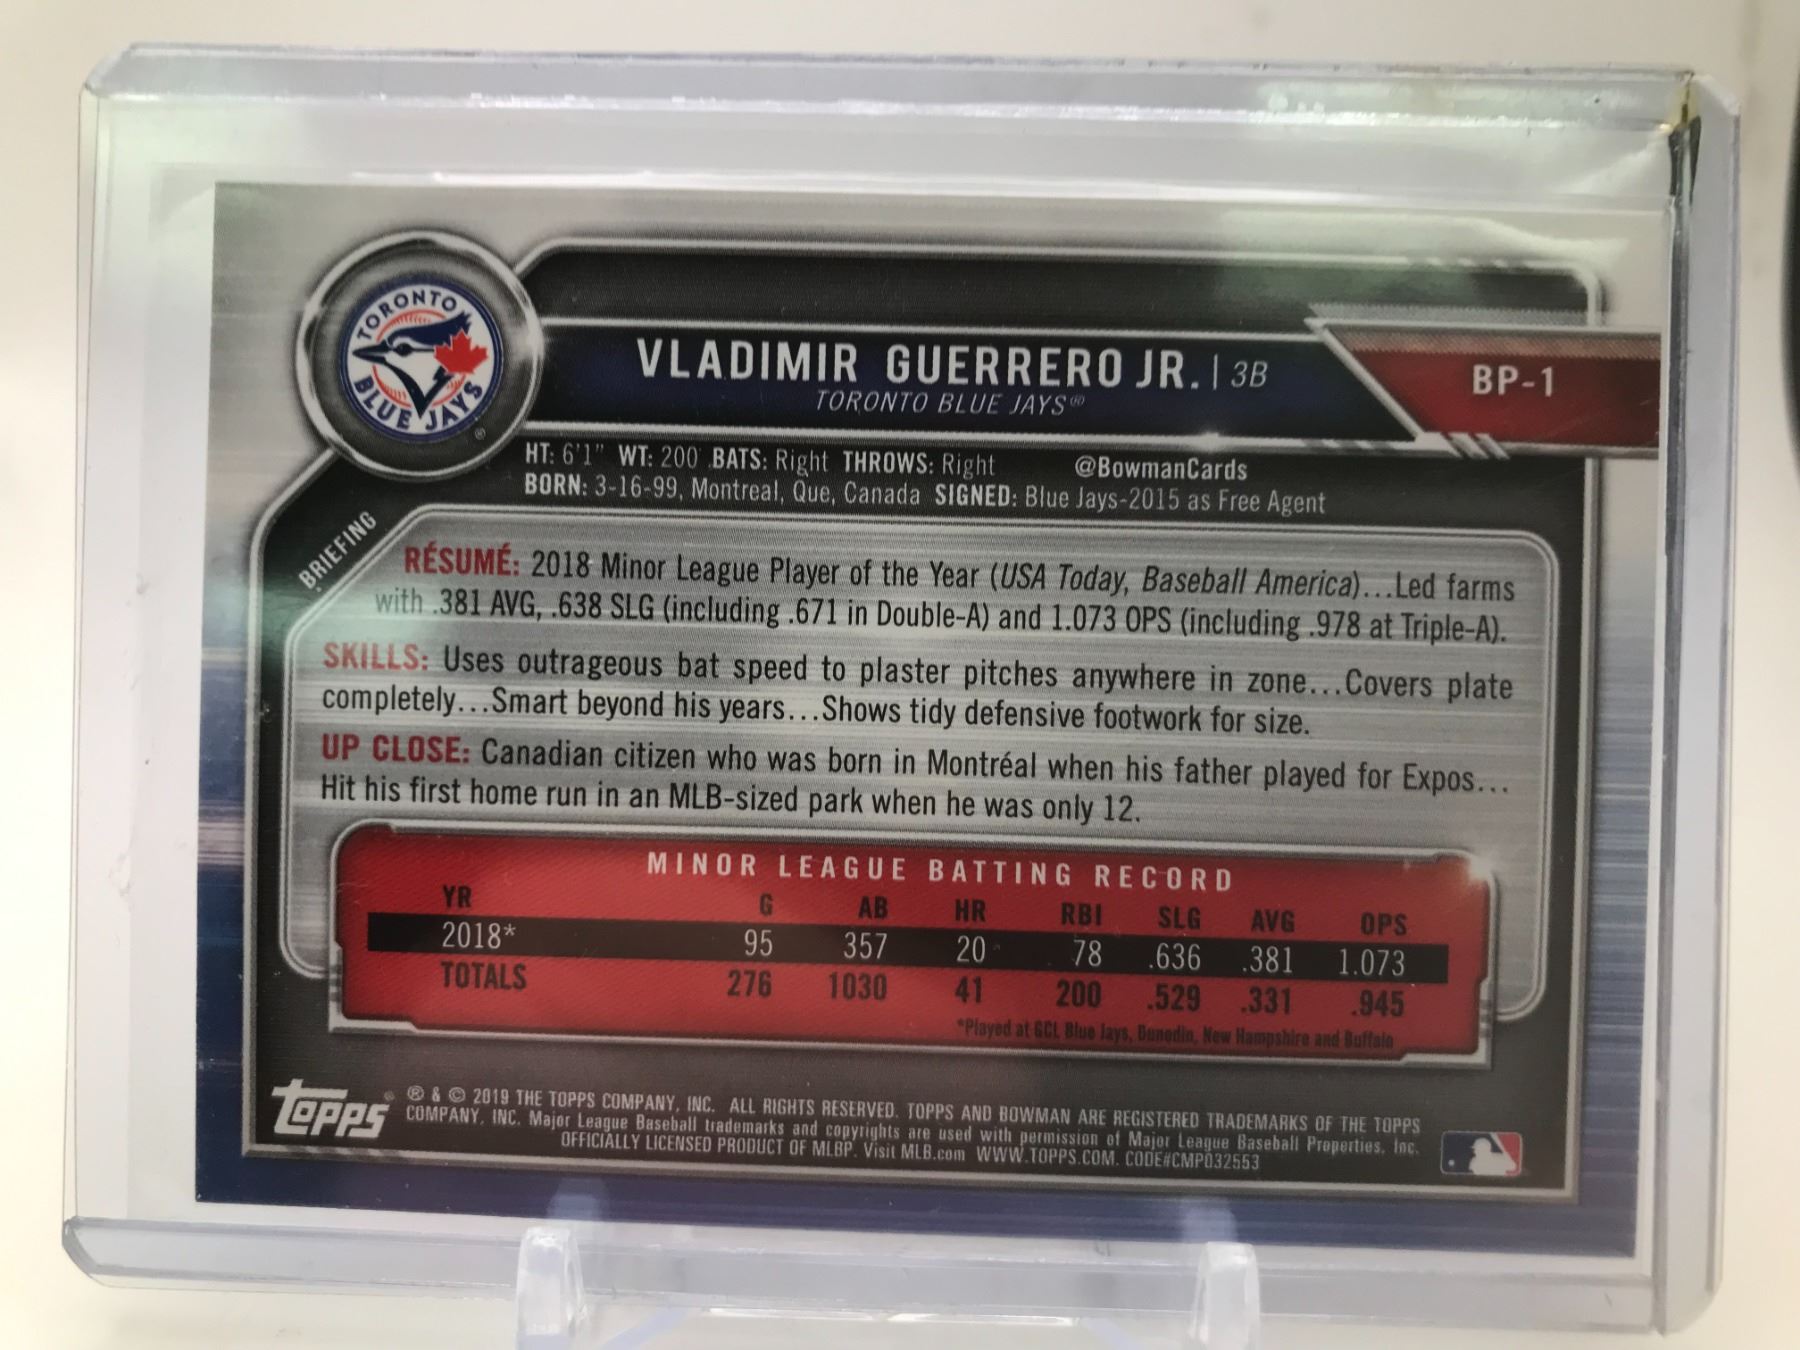 TORONTO
BLUE JAYS
VLADIMIR GUERRERO JR. | 3B
TORONTO BLUE JAYS®
BP-1
HT: 6'1" WT: 200 BATS: Right THROWS: Right @BowmanCards
BORN: 3-16-99, Montreal, Que, Canada SIGNED: Blue Jays-2015 as Free Agent
BRIEFING
RÉSUMÉ: 2018 Minor League Player of the Year (USA Today, Baseball America)...Led farms
with .381 AVG, .638 SLG (including .671 in Double-A) and 1.073 OPS (including .978 at Triple-A).
SKILLS: Uses outrageous bat speed to plaster pitches anywhere in zone...Covers plate
completely...Smart beyond his years...Shows tidy defensive footwork for size.
UP CLOSE: Canadian citizen who was born in Montréal when his father played for Expos...
Hit his first home run in an MLB-sized park when he was only 12.
MINOR LEAGUE BATTING RECORD
YR G AB HR RBI SLG AVG OPS
2018* 95 357 20 78 .636 .381 1.073
TOTALS 276 1030 41 200 .529 .331 .945
*Played at GCL Blue Jays, Dunedin, New Hampshire and Buffalo
topps
® & © 2019 THE TOPPS COMPANY, INC. ALL RIGHTS RESERVED. TOPPS AND BOWMAN ARE REGISTERED TRADEMARKS OF THE TOPPS
COMPANY, INC. Major League Baseball trademarks and copyrights are used with permission of Major League Baseball Properties, Inc.
OFFICIALLY LICENSED PRODUCT OF MLBP. Visit MLB.com WWW.TOPPS.COM. CODE#CMP032553